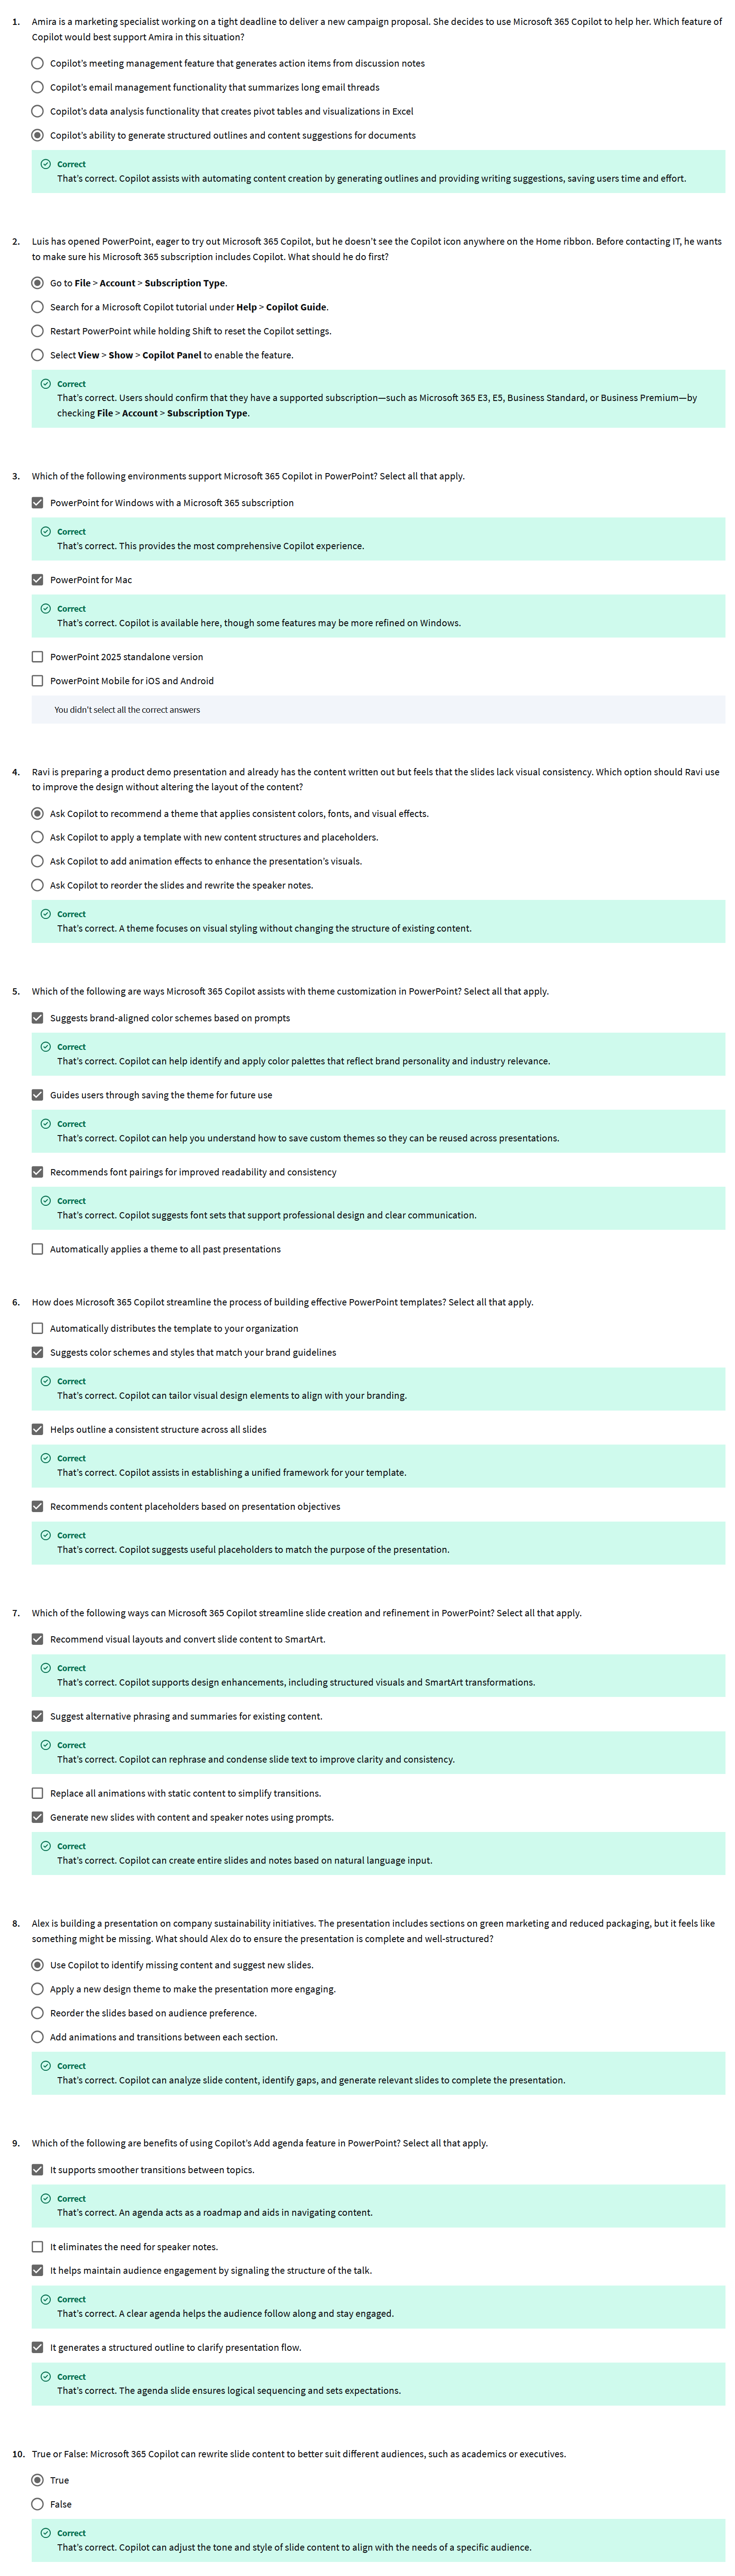 1. Amira is a marketing specialist working on a tight deadline to deliver a new campaign proposal. She decides to use Microsoft 365 Copilot to help her. Which feature of
Copilot would best support Amira in this situation?
Copilot's meeting management feature that generates action items from discussion notes
Copilot's email management functionality that summarizes long email threads
Copilot's data analysis functionality that creates pivot tables and visualizations in Excel
Copilot's ability to generate structured outlines and content suggestions for documents
Correct
That's correct. Copilot assists with automating content creation by generating outlines and providing writing suggestions, saving users time and effort.
2. Luis has opened PowerPoint, eager to try out Microsoft 365 Copilot, but he doesn't see the Copilot icon anywhere on the Home ribbon. Before contacting IT, he wants
to make sure his Microsoft 365 subscription includes Copilot. What should he do first?
Go to File > Account > Subscription Type.
Search for a Microsoft Copilot tutorial under Help > Copilot Guide.
Restart PowerPoint while holding Shift to reset the Copilot settings.
Select View > Show > Copilot Panel to enable the feature.
Correct
That's correct. Users should confirm that they have a supported subscription—such as Microsoft 365 E3, E5, Business Standard, or Business Premium—by
checking File > Account > Subscription Type.
3. Which of the following environments support Microsoft 365 Copilot in PowerPoint? Select all that apply.
PowerPoint for Windows with a Microsoft 365 subscription
Correct
That's correct. This provides the most comprehensive Copilot experience.
PowerPoint for Mac
Correct
That's correct. Copilot is available here, though some features may be more refined on Windows.
PowerPoint 2025 standalone version
PowerPoint Mobile for iOS and Android
You didn't select all the correct answers
4. Ravi is preparing a product demo presentation and already has the content written out but feels that the slides lack visual consistency. Which option should Ravi use
to improve the design without altering the layout of the content?
Ask Copilot to recommend a theme that applies consistent colors, fonts, and visual effects.
Ask Copilot to apply a template with new content structures and placeholders.
Ask Copilot to add animation effects to enhance the presentation's visuals.
Ask Copilot to reorder the slides and rewrite the speaker notes.
Correct
That's correct. A theme focuses on visual styling without changing the structure of existing content.
5. Which of the following are ways Microsoft 365 Copilot assists with theme customization in PowerPoint? Select all that apply.
Suggests brand-aligned color schemes based on prompts
Correct
That's correct. Copilot can help identify and apply color palettes that reflect brand personality and industry relevance.
Guides users through saving the theme for future use
Correct
That's correct. Copilot can help you understand how to save custom themes so they can be reused across presentations.
Recommends font pairings for improved readability and consistency
Correct
That's correct. Copilot suggests font sets that support professional design and clear communication.
Automatically applies a theme to all past presentations
6. How does Microsoft 365 Copilot streamline the process of building effective PowerPoint templates? Select all that apply.
Automatically distributes the template to your organization
Suggests color schemes and styles that match your brand guidelines
Correct
That's correct. Copilot can tailor visual design elements to align with your branding.
Helps outline a consistent structure across all slides
Correct
That's correct. Copilot assists in establishing a unified framework for your template.
Recommends content placeholders based on presentation objectives
Correct
That's correct. Copilot suggests useful placeholders to match the purpose of the presentation.
7. Which of the following ways can Microsoft 365 Copilot streamline slide creation and refinement in PowerPoint? Select all that apply.
Recommend visual layouts and convert slide content to SmartArt.
Correct
That's correct. Copilot supports design enhancements, including structured visuals and SmartArt transformations.
Suggest alternative phrasing and summaries for existing content.
Correct
That's correct. Copilot can rephrase and condense slide text to improve clarity and consistency.
Replace all animations with static content to simplify transitions.
Generate new slides with content and speaker notes using prompts.
Correct
That's correct. Copilot can create entire slides and notes based on natural language input.
8. Alex is building a presentation on company sustainability initiatives. The presentation includes sections on green marketing and reduced packaging, but it feels like
something might be missing. What should Alex do to ensure the presentation is complete and well-structured?
Use Copilot to identify missing content and suggest new slides.
Apply a new design theme to make the presentation more engaging.
Reorder the slides based on audience preference.
Add animations and transitions between each section.
Correct
That's correct. Copilot can analyze slide content, identify gaps, and generate relevant slides to complete the presentation.
9. Which of the following are benefits of using Copilot's Add agenda feature in PowerPoint? Select all that apply.
It supports smoother transitions between topics.
Correct
That's correct. An agenda acts as a roadmap and aids in navigating content.
It eliminates the need for speaker notes.
It helps maintain audience engagement by signaling the structure of the talk.
Correct
That's correct. A clear agenda helps the audience follow along and stay engaged.
It generates a structured outline to clarify presentation flow.
Correct
That's correct. The agenda slide ensures logical sequencing and sets expectations.
10. True or False: Microsoft 365 Copilot can rewrite slide content to better suit different audiences, such as academics or executives.
True
False
Correct
That's correct. Copilot can adjust the tone and style of slide content to align with the needs of a specific audience.